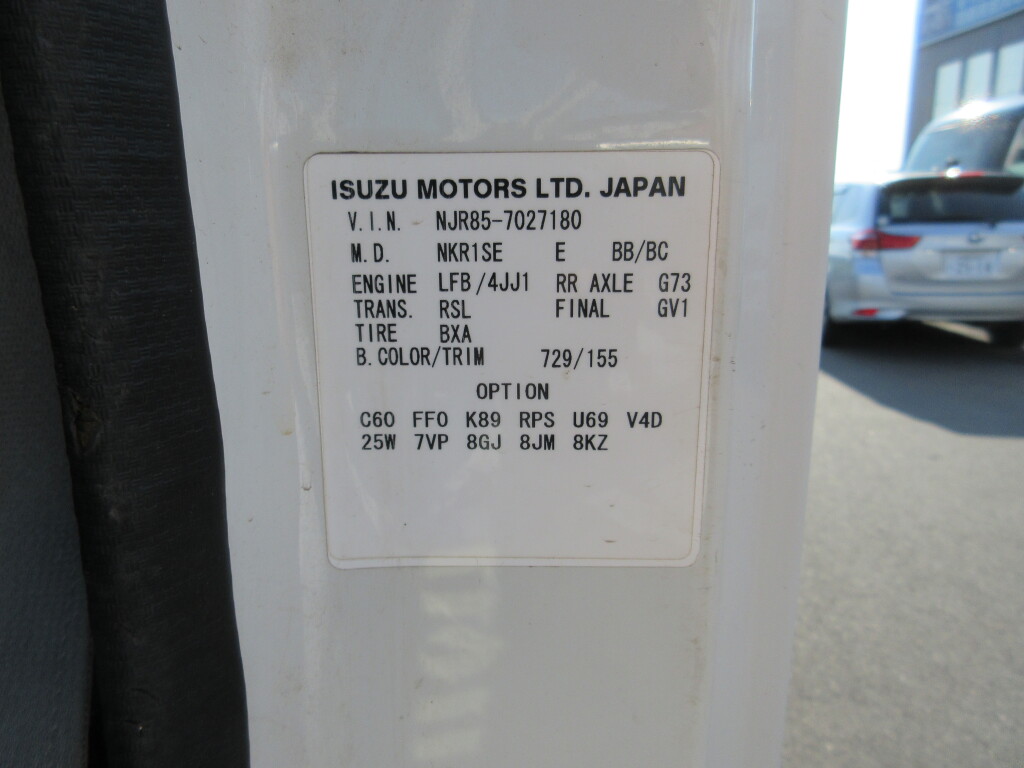 ISUZU MOTORS LTD. JAPAN
V.I.N. NJR85-7027180
M.D. NKR1SE E BB/BC
ENGINE LFB/4JJ1 RR AXLE G73
TRANS. RSL FINAL GV1
TIRE BXA
B.COLOR/TRIM 729/155
OPTION
C60 FF0 K89 RPS U69 V4D
25W 7VP 8GJ 8JM 8KZ